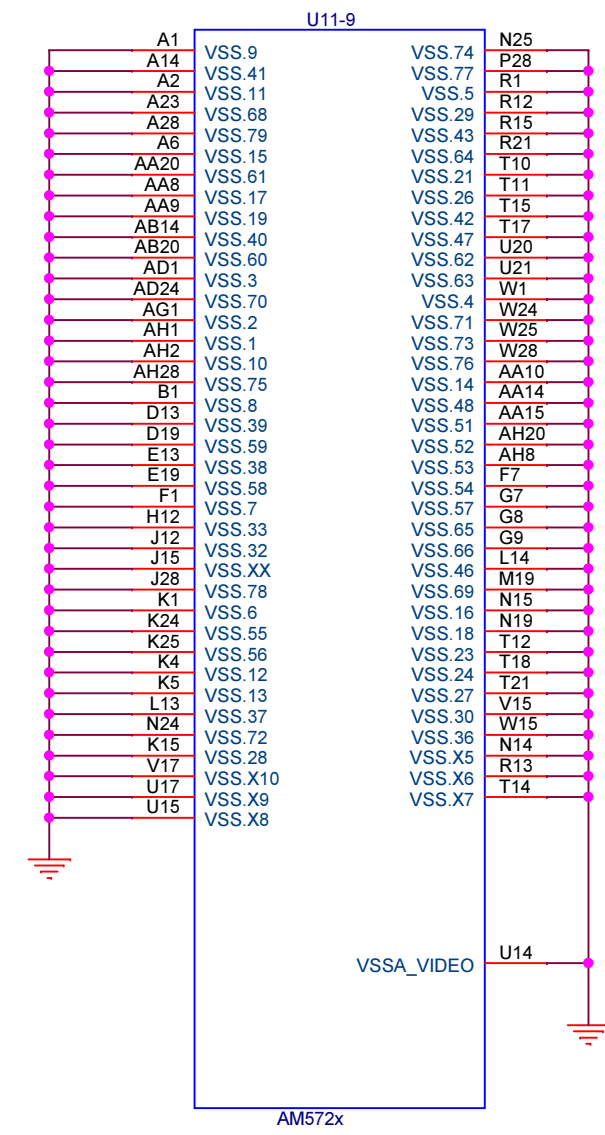 U11-9
A1 VSS.9 VSS.74 N25
A14 VSS.41 VSS.77 P28
A2 VSS.11 VSS.5 R1
A23 VSS.68 VSS.29 R12
A28 VSS.79 VSS.43 R15
A6 VSS.15 VSS.64 R21
AA20 VSS.61 VSS.21 T10
AA8 VSS.17 VSS.26 T11
AA9 VSS.19 VSS.42 T15
AB14 VSS.40 VSS.47 T17
AB20 VSS.60 VSS.62 U20
AD1 VSS.3 VSS.63 U21
AD24 VSS.70 VSS.4 W1
AG1 VSS.2 VSS.71 W24
AH1 VSS.1 VSS.73 W25
AH2 VSS.10 VSS.76 W28
AH28 VSS.75 VSS.14 AA10
B1 VSS.8 VSS.48 AA14
D13 VSS.39 VSS.51 AA15
D19 VSS.59 VSS.52 AH20
E13 VSS.38 VSS.53 AH8
E19 VSS.58 VSS.54 F7
F1 VSS.7 VSS.57 G7
H12 VSS.33 VSS.65 G8
J12 VSS.32 VSS.66 G9
J15 VSS.XX VSS.46 L14
J28 VSS.78 VSS.69 M19
K1 VSS.6 VSS.16 N15
K24 VSS.55 VSS.18 N19
K25 VSS.56 VSS.23 T12
K4 VSS.12 VSS.24 T18
K5 VSS.13 VSS.27 T21
L13 VSS.37 VSS.30 V15
N24 VSS.72 VSS.36 W15
K15 VSS.28 VSS.X5 N14
V17 VSS.X10 VSS.X6 R13
U17 VSS.X9 VSS.X7 T14
U15 VSS.X8
VSSA_VIDEO U14
AM572x